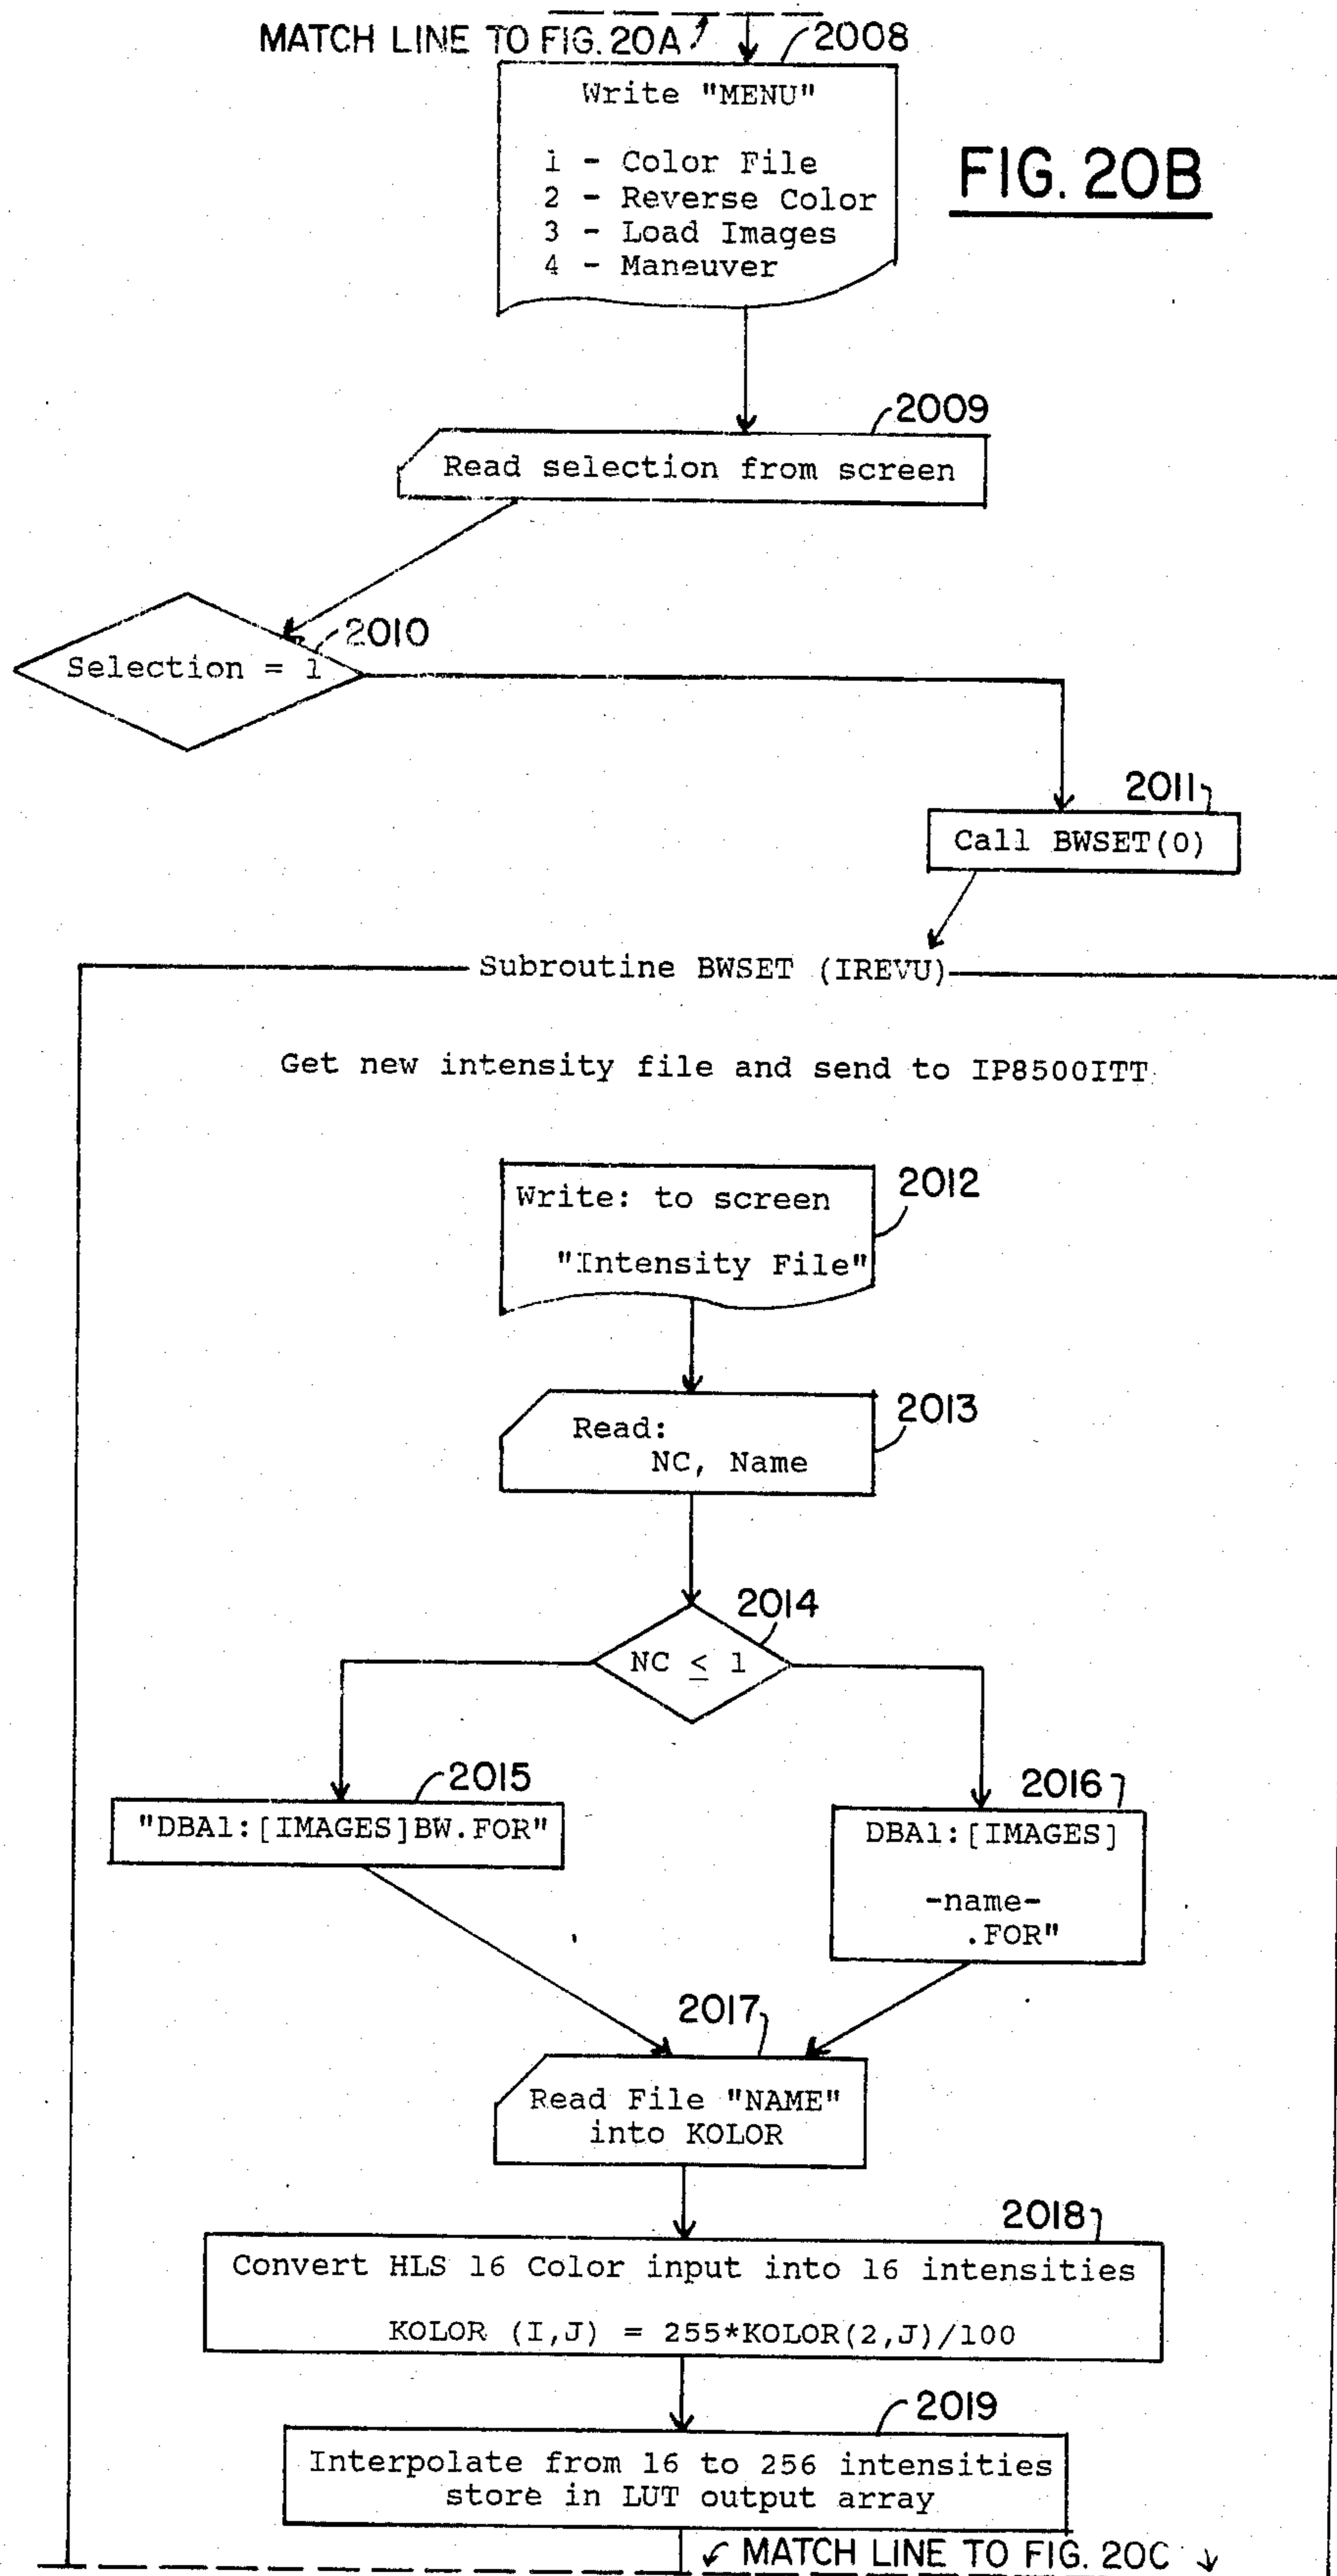 MATCH LINE TO FIG. 20A
2008
Write "MENU"
1 - Color File
2 - Reverse Color
3 - Load Images
4 - Maneuver
FIG. 20B
2009
Read selection from screen
2010
Selection = 1
2011
Call BWSET(0)
Subroutine BWSET (IREVU)
Get new intensity file and send to IP8500ITT
2012
Write: to screen
"Intensity File"
2013
Read:
NC, Name
2014
NC ≤ 1
2015
"DBA1:[IMAGES]BW.FOR"
2016
DBA1:[IMAGES]
-name-
.FOR"
2017
Read File "NAME"
into KOLOR
2018
Convert HLS 16 Color input into 16 intensities
KOLOR (I,J) = 255*KOLOR(2,J)/100
2019
Interpolate from 16 to 256 intensities
store in LUT output array
MATCH LINE TO FIG. 20C